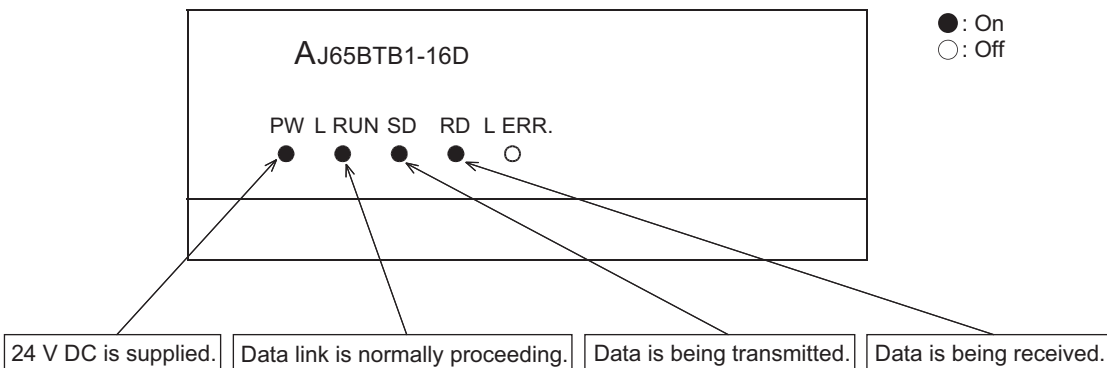 AJ65BTB1-16D
●: On
○: Off
PW L RUN SD RD L ERR.
24 V DC is supplied.
Data link is normally proceeding.
Data is being transmitted.
Data is being received.